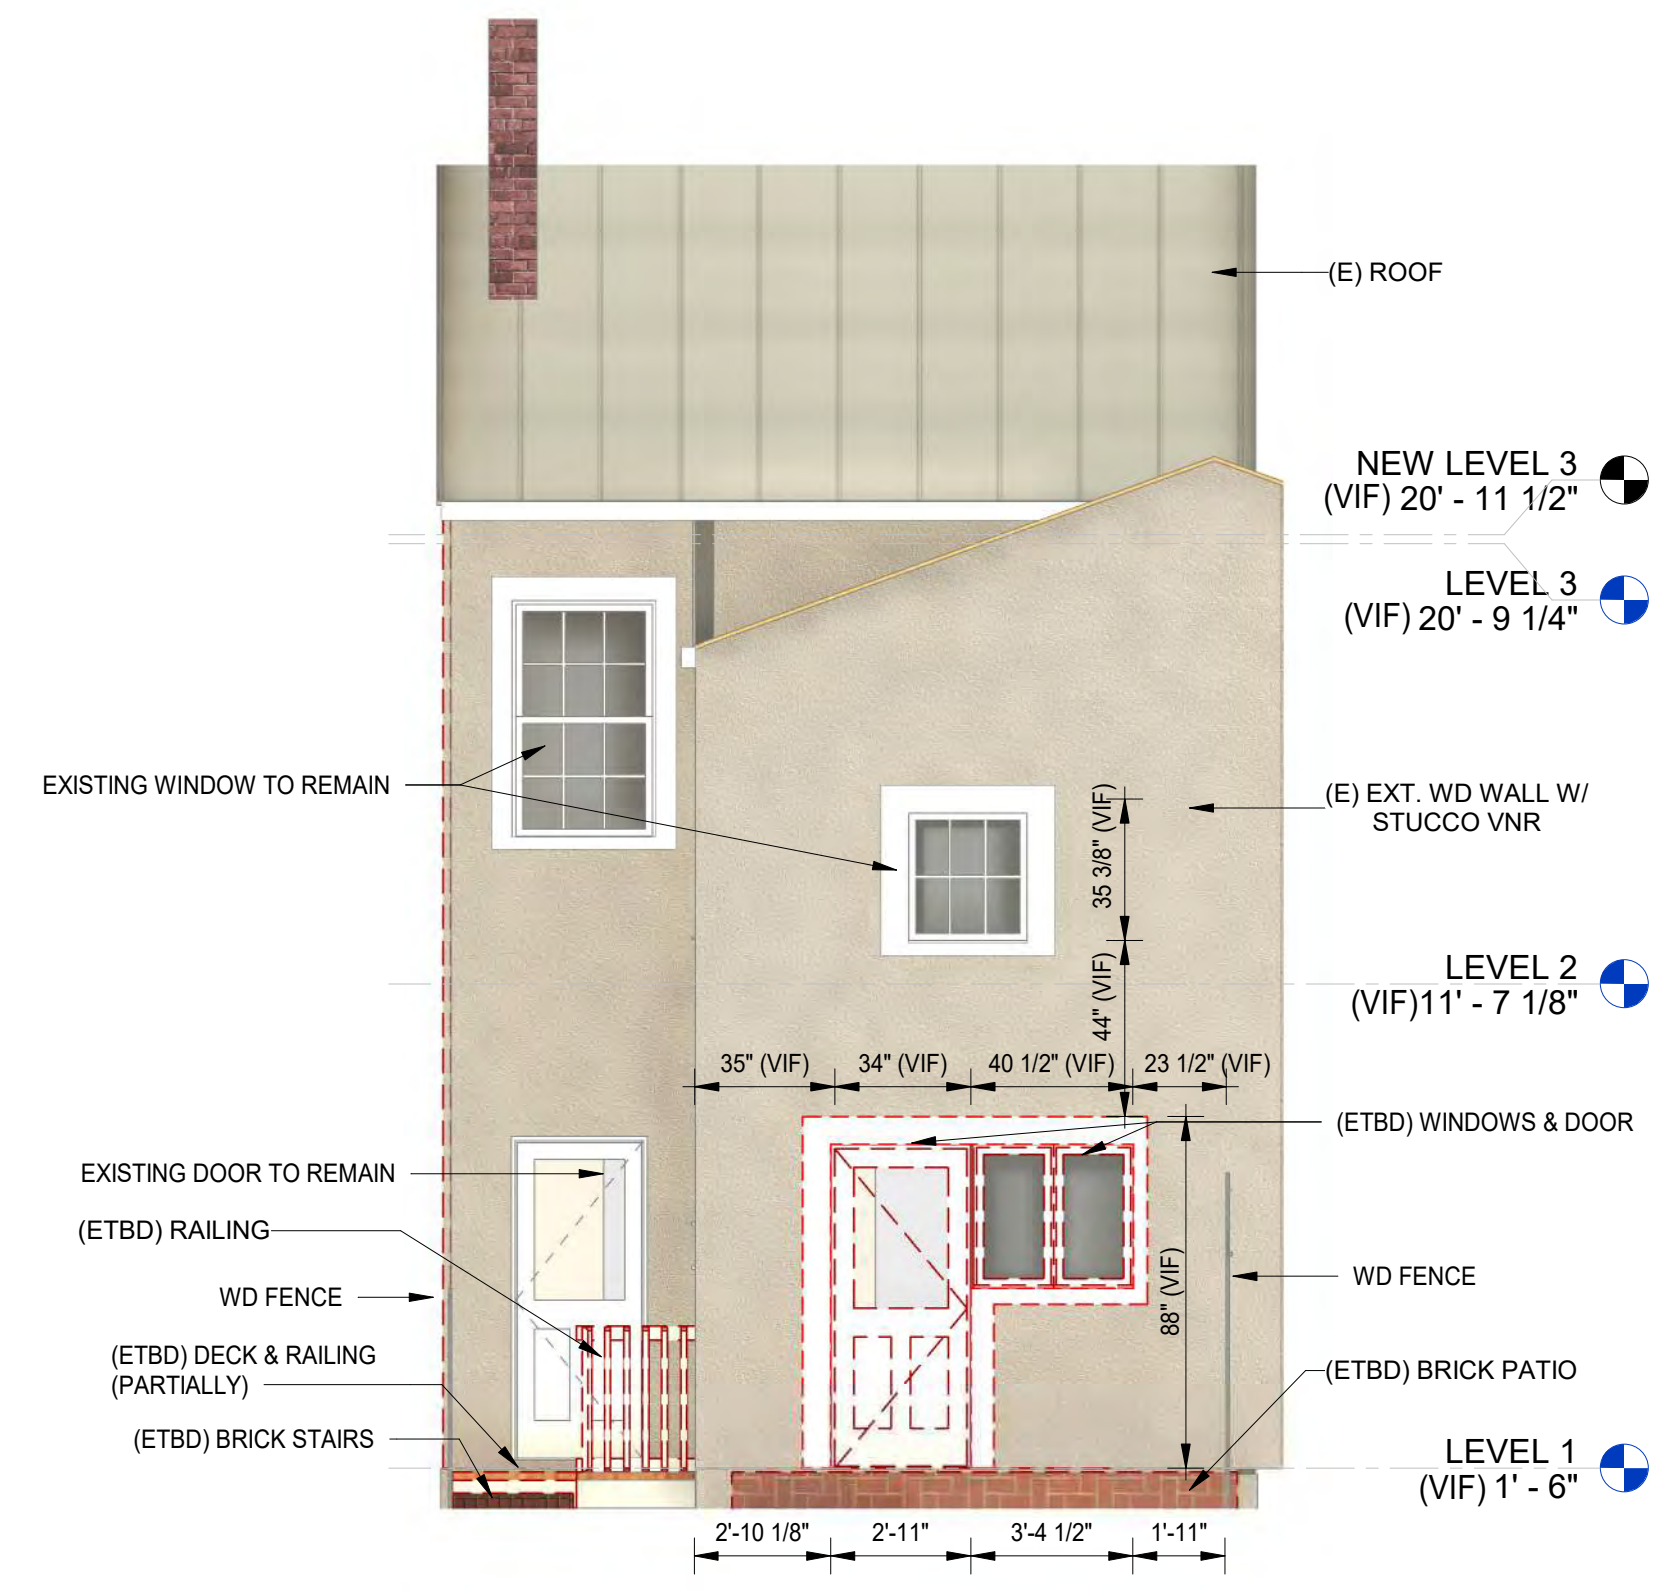 (E) ROOF
NEW LEVEL 3
(VIF) 20' - 11 1/2"
LEVEL 3
(VIF) 20' - 9 1/4"
EXISTING WINDOW TO REMAIN
(E) EXT. WD WALL W/
STUCCO VNR
35 3/8" (VIF)
44" (VIF)
LEVEL 2
(VIF)11' - 7 1/8"
35" (VIF)
34" (VIF)
40 1/2" (VIF)
23 1/2" (VIF)
(ETBD) WINDOWS & DOOR
EXISTING DOOR TO REMAIN
(ETBD) RAILING
WD FENCE
88" (VIF)
WD FENCE
(ETBD) DECK & RAILING
(PARTIALLY)
(ETBD) BRICK PATIO
(ETBD) BRICK STAIRS
LEVEL 1
(VIF) 1' - 6"
2'-10 1/8"
2'-11"
3'-4 1/2"
1'-11"